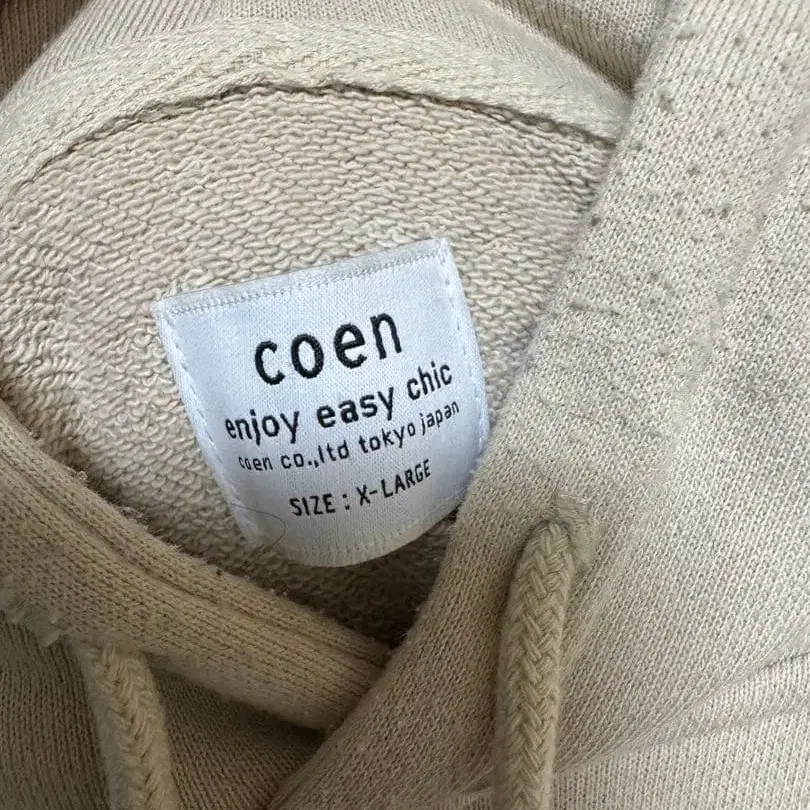 coen
enjoy easy chic
coen co.,ltd tokyo japan
SIZE : X-LARGE